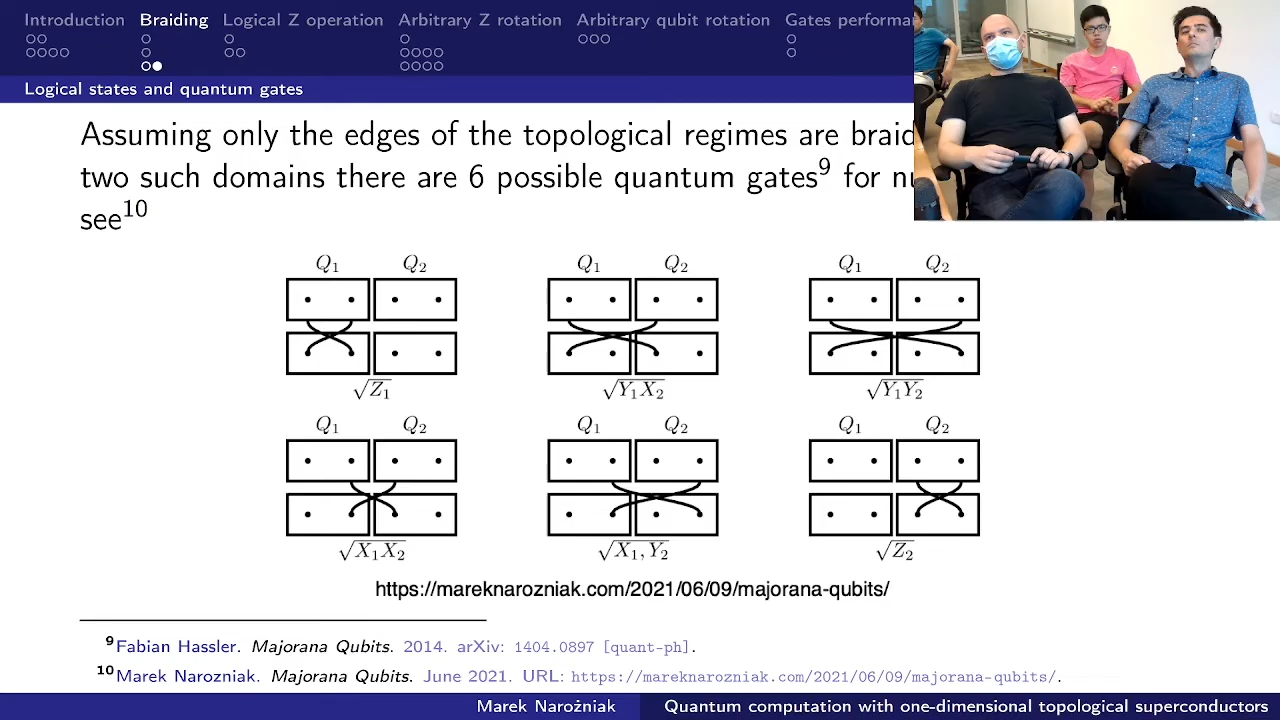 Introduction Braiding Logical Z operation Arbitrary Z rotation Arbitrary qubit rotation Gates
Logical states and quantum gates
Assuming only the edges of the topological regimes are
two such domains there are 6 possible quantum gates⁹ for
see¹⁰
Q₁ Q₂ Q₁ Q₂ Q₁ Q₂
√Z₁ √Y₁X₂ √Y₁Y₂
Q₁ Q₂ Q₁ Q₂ Q₁ Q₂
√X₁X₂ √X₁,Y₂ √Z₂
https://mareknarozniak.com/2021/06/09/majorana-qubits/
⁹Fabian Hassler. Majorana Qubits. 2014. arXiv: 1404.0897 [quant-ph].
¹⁰Marek Narozniak. Majorana Qubits. June 2021. URL: https://mareknarozniak.com/2021/06/09/majorana-qubits/.
Marek Narożniak Quantum computation with one-dimensional topological superconductors